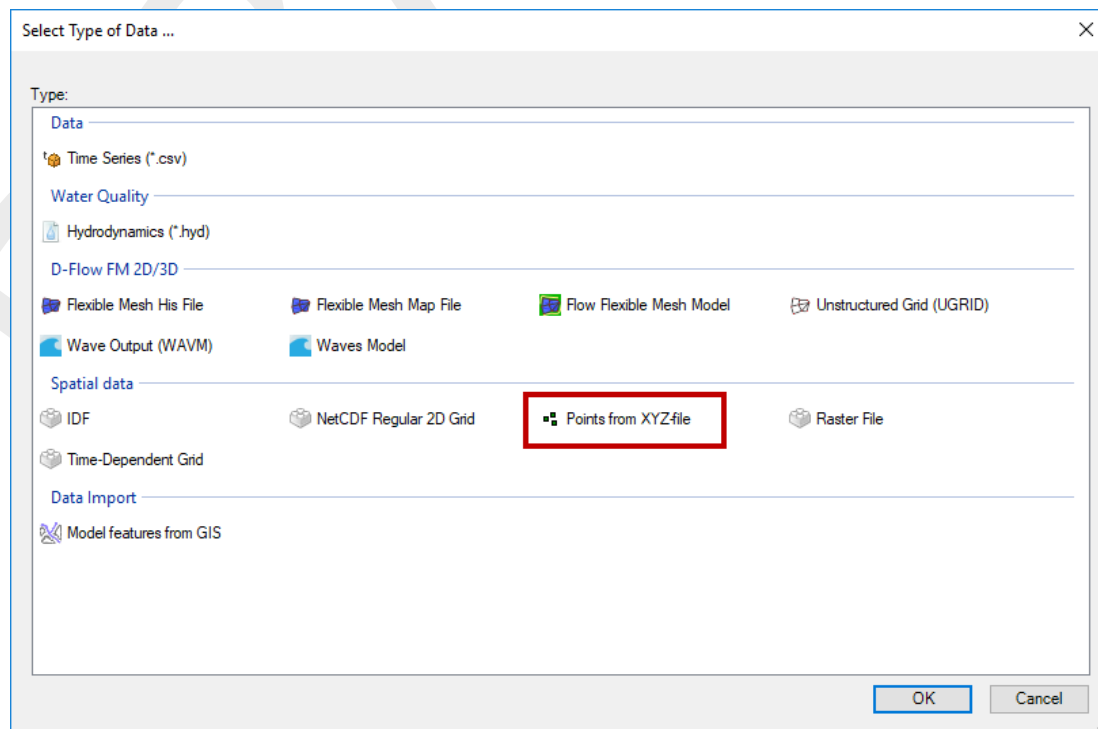 Select Type of Data ...
Type:
Data
Time Series (*.csv)
Water Quality
Hydrodynamics (*.hyd)
D-Flow FM 2D/3D
Flexible Mesh His File Flexible Mesh Map File Flow Flexible Mesh Model Unstructured Grid (UGRID)
Wave Output (WAVM) Waves Model
Spatial data
IDF NetCDF Regular 2D Grid Points from XYZ-file Raster File
Time-Dependent Grid
Data Import
Model features from GIS
OK Cancel